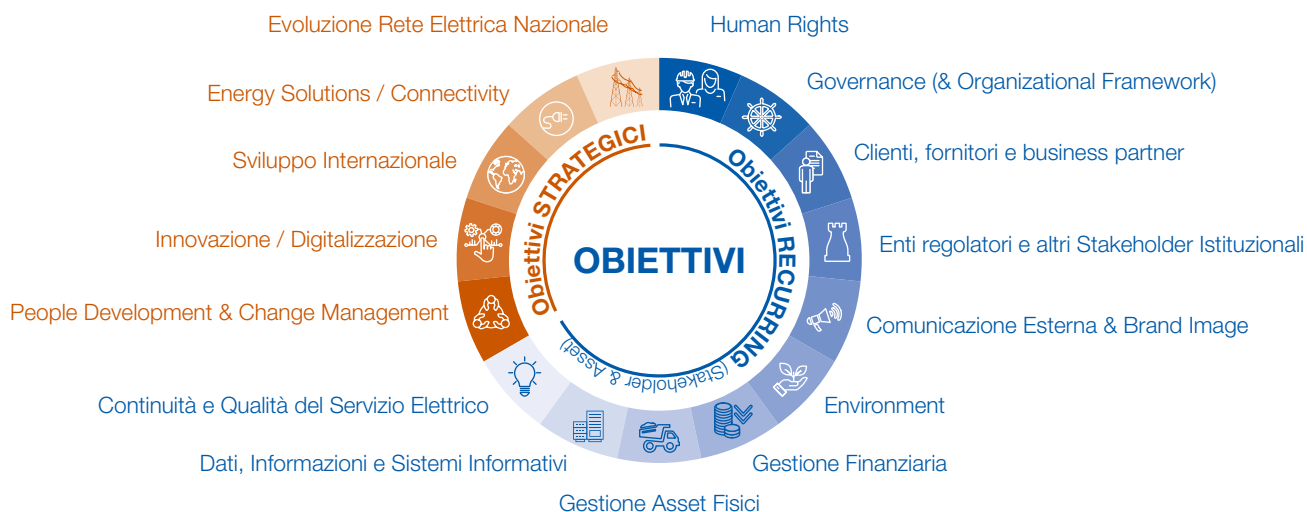 Evoluzione Rete Elettrica Nazionale
Human Rights
Energy Solutions / Connectivity
Governance (& Organizational Framework)
Sviluppo Internazionale
Clienti, fornitori e business partner
Innovazione / Digitalizzazione
Enti regolatori e altri Stakeholder Istituzionali
People Development & Change Management
Comunicazione Esterna & Brand Image
Continuità e Qualità del Servizio Elettrico
Environment
Dati, Informazioni e Sistemi Informativi
Gestione Finanziaria
Gestione Asset Fisici
Obiettivi STRATEGICI
Obiettivi RECURRING
(Stakeholder & Asset)
OBIETTIVI